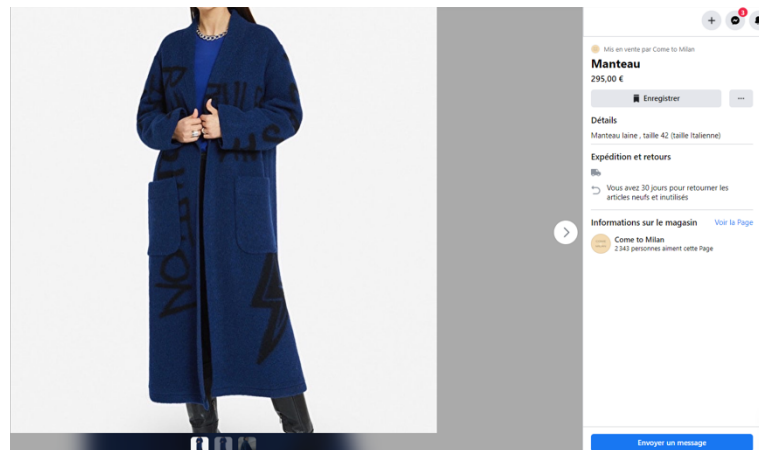 3
Mis en vente par Come to Milan
Manteau
295,00 €
Enregistrer
Détails
Manteau laine , taille 42 (taille Italienne)
Expédition et retours
Vous avez 30 jours pour retourner les
articles neufs et inutilisés
Informations sur le magasin Voir la Page
Come to Milan
2 343 personnes aiment cette Page
Envoyer un message